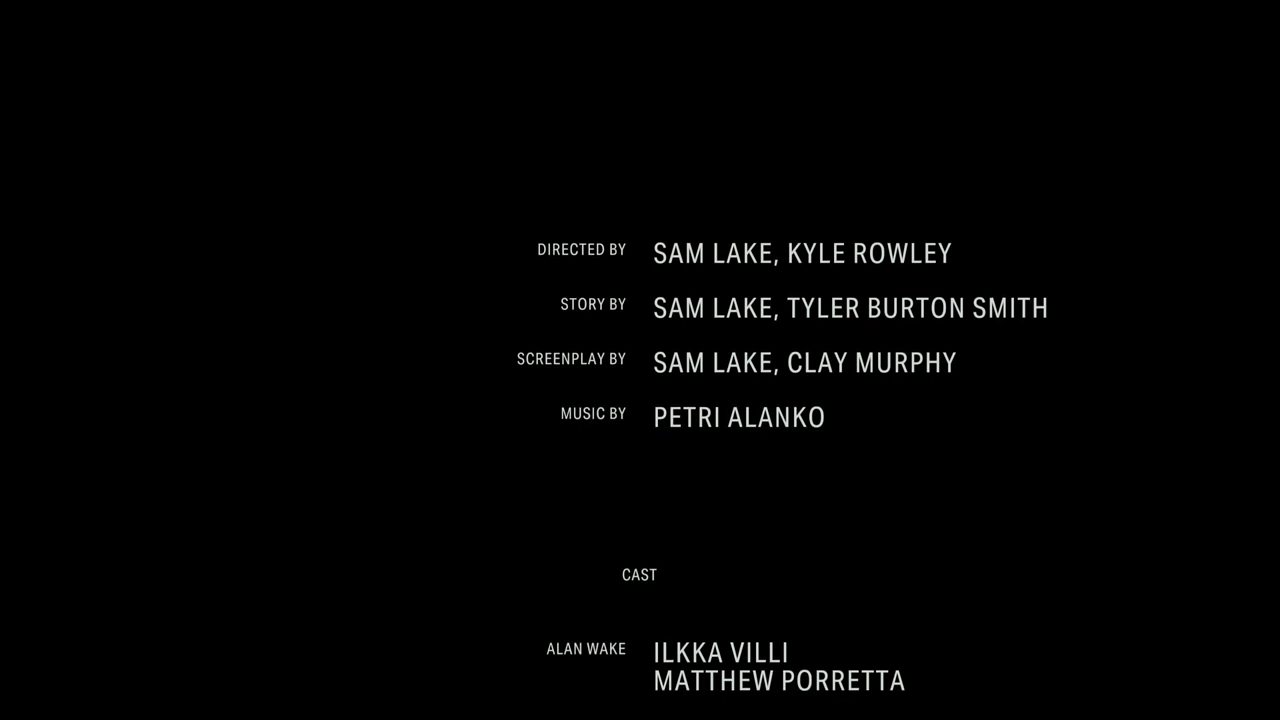 DIRECTED BY SAM LAKE, KYLE ROWLEY
STORY BY SAM LAKE, TYLER BURTON SMITH
SCREENPLAY BY SAM LAKE, CLAY MURPHY
MUSIC BY PETRI ALANKO
CAST
ALAN WAKE ILKKA VILLI
MATTHEW PORRETTA